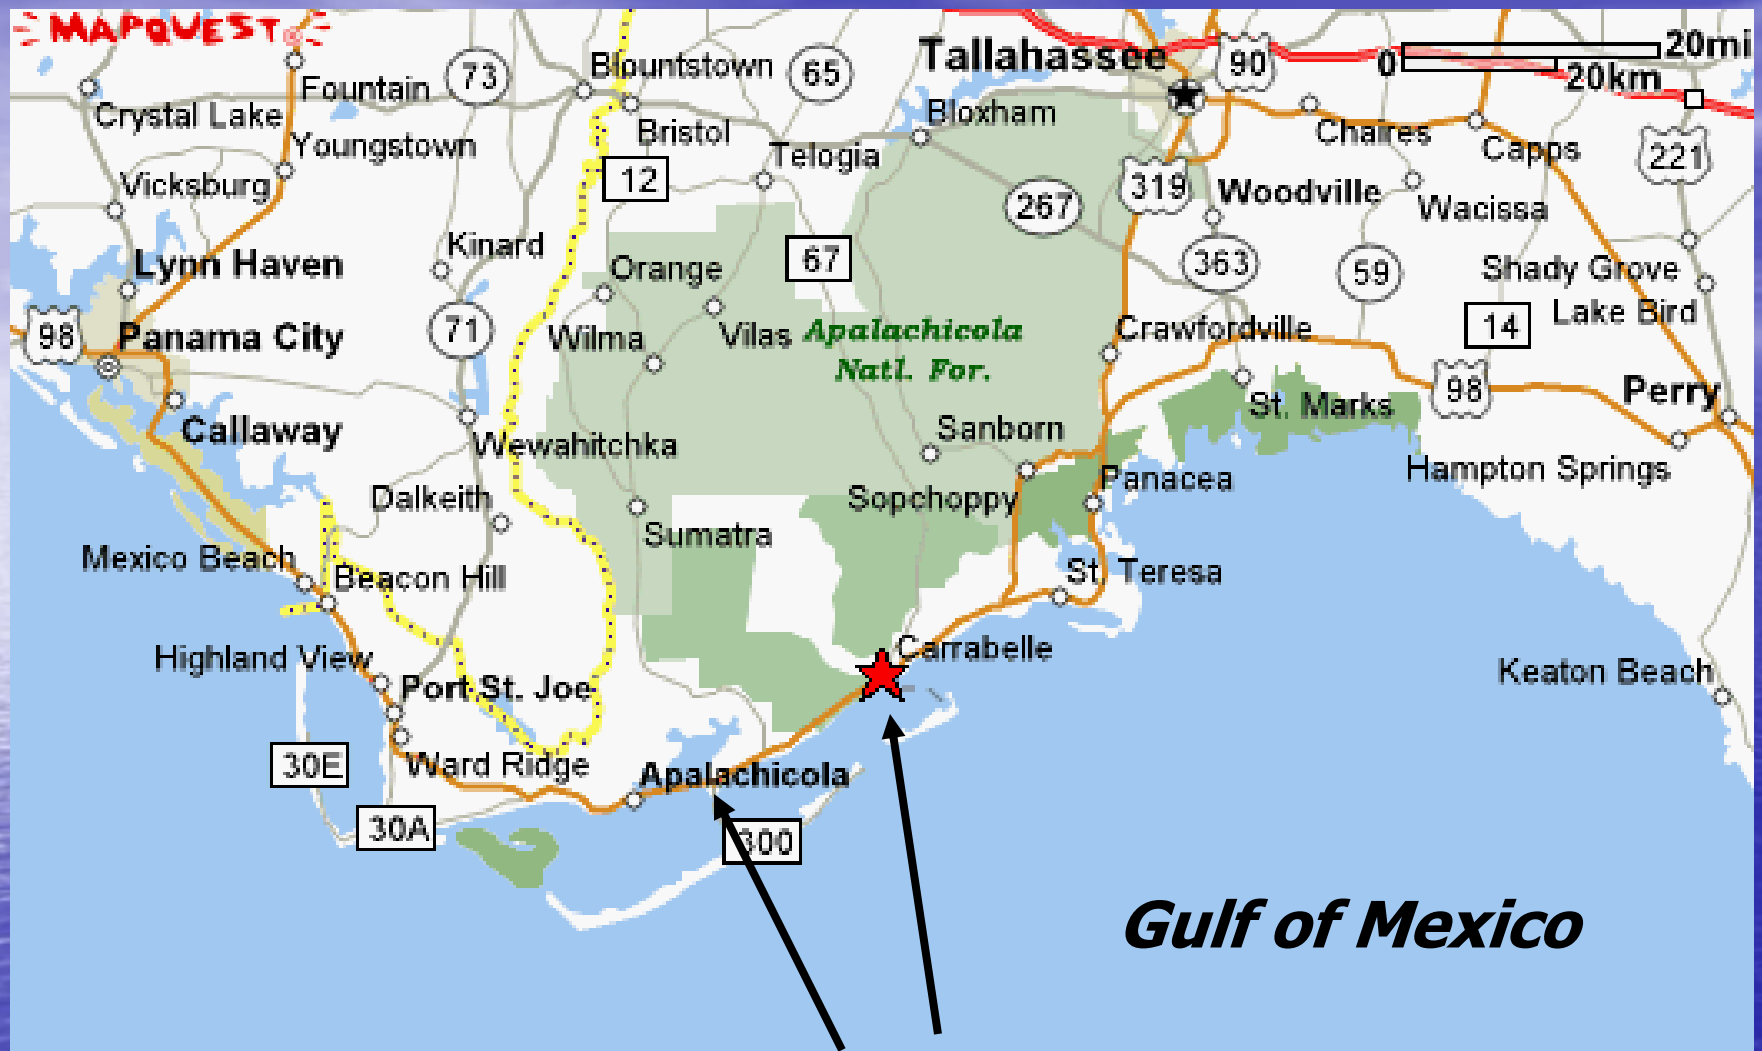 MAPQUEST
Tallahassee
90
0
20mi
20km
Fountain
73
Blountstown
65
Crystal Lake
Bristol
Bloxham
Chaires
Capps
Youngstown
Telogia
221
Vicksburg
12
319
Woodville
267
Wacissa
Kinard
Lynn Haven
Orange
67
363
59
Shady Grove
Lake Bird
98
Panama City
71
Wilma
Vilas
Apalachicola
Natl. For.
Crawfordville
14
98
Perry
St. Marks
Callaway
Wewahitchka
Sanborn
Hampton Springs
Dalkeith
Sopchoppy
Panacea
Sumatra
Mexico Beach
Beacon Hill
St. Teresa
Highland View
Carrabelle
Keaton Beach
Port St. Joe
30E
Ward Ridge
Apalachicola
30A
300
Gulf of Mexico